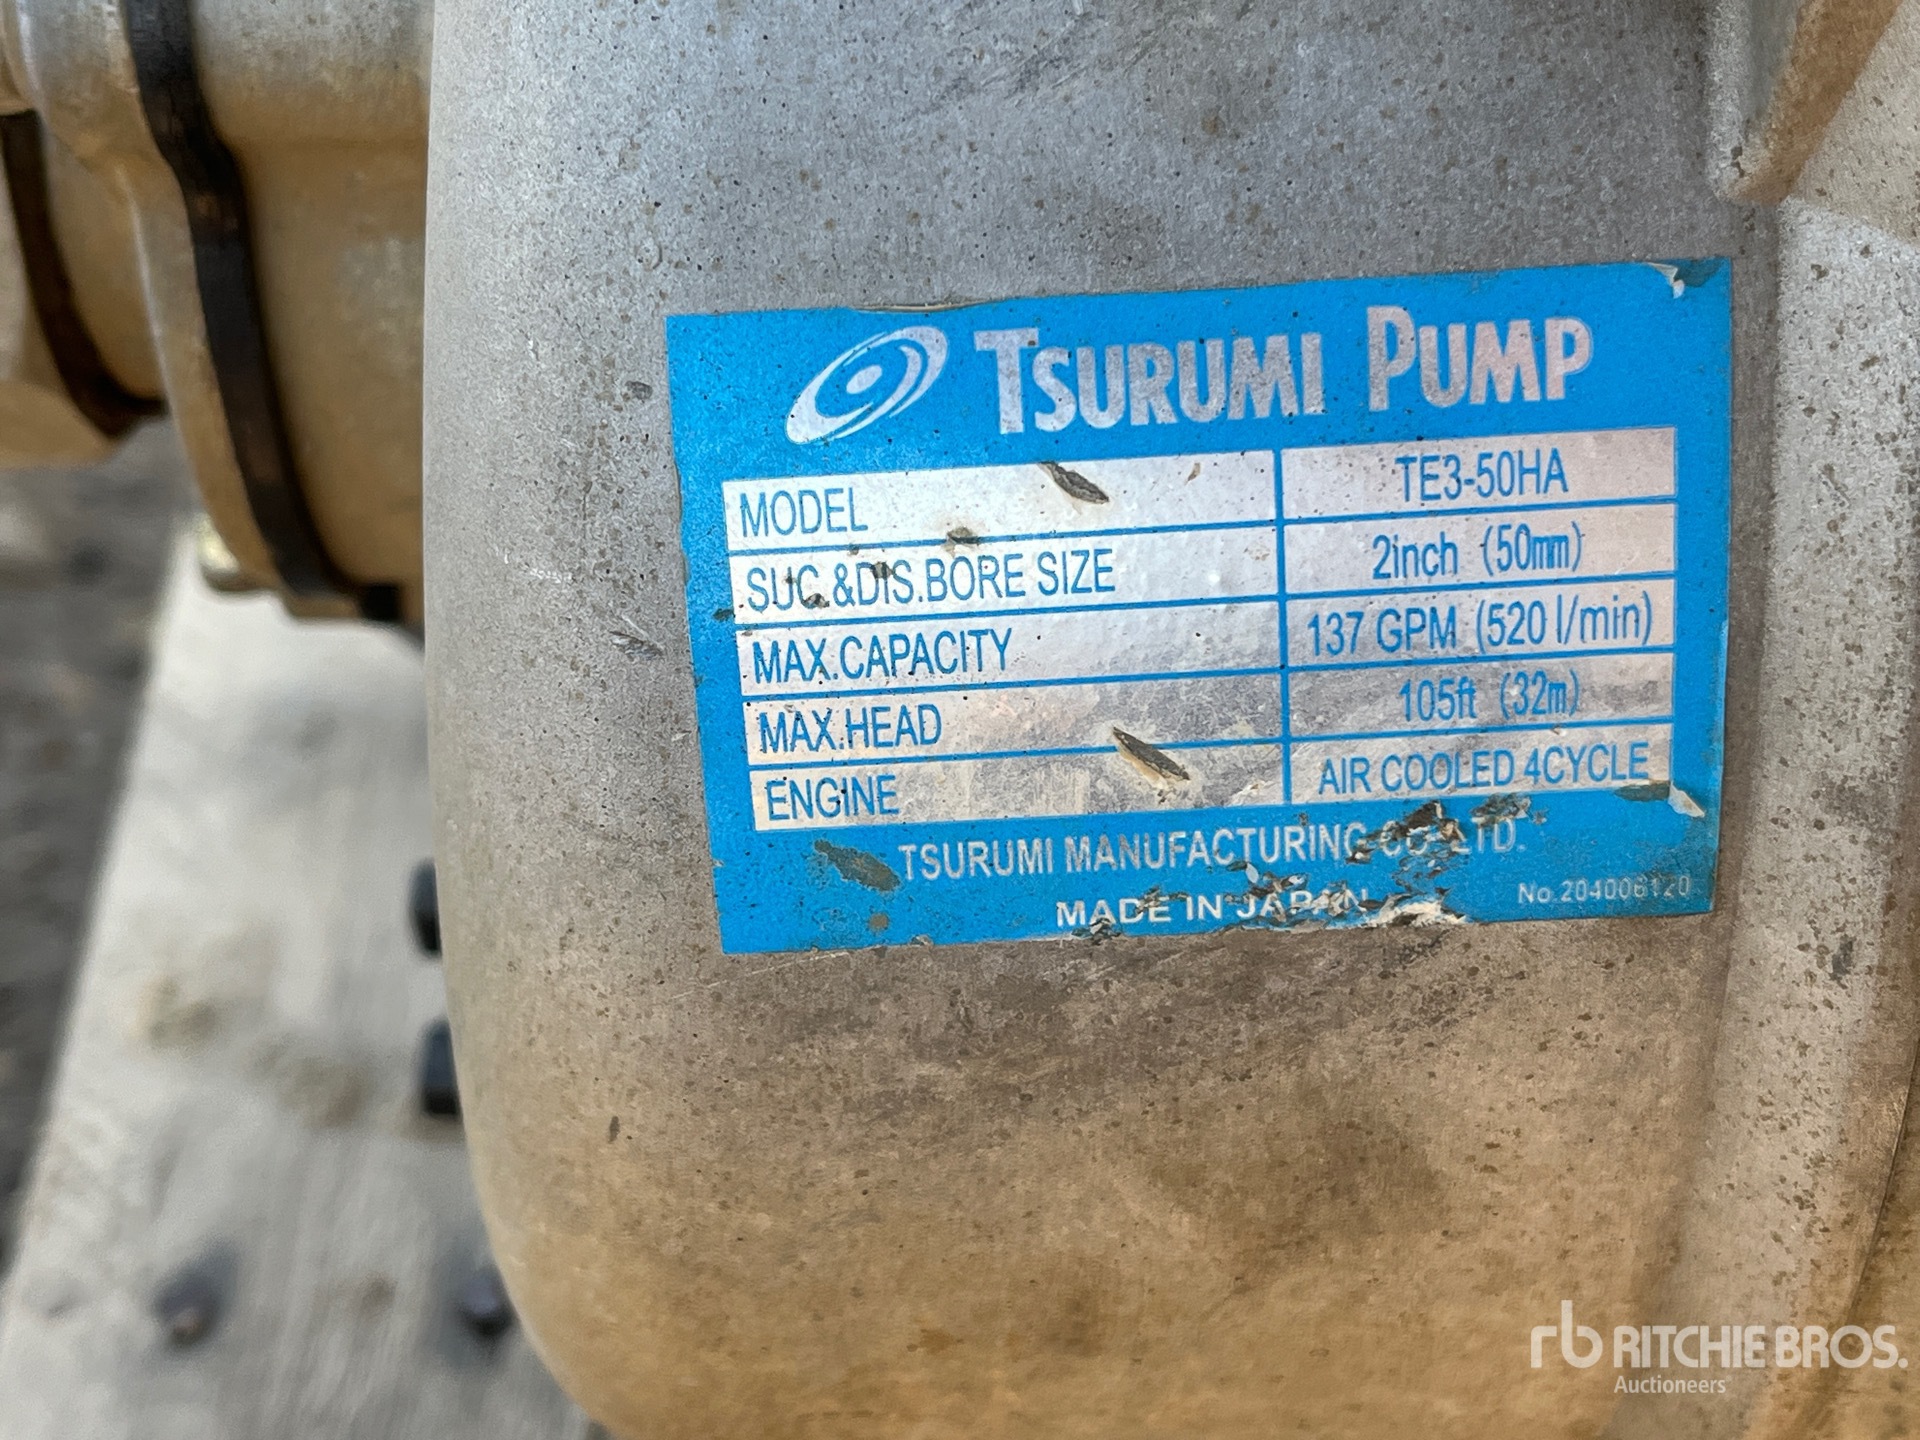 TSURUMI PUMP
MODEL TE3-50HA
SUC.&DIS.BORE SIZE 2inch (50mm)
MAX.CAPACITY 137 GPM (520 l/min)
MAX.HEAD 105ft (32m)
ENGINE AIR COOLED 4CYCLE
TSURUMI MANUFACTURING CO. LTD.
MADE IN JAPAN
No.204006120
rb RITCHIE BROS.
Auctioneers